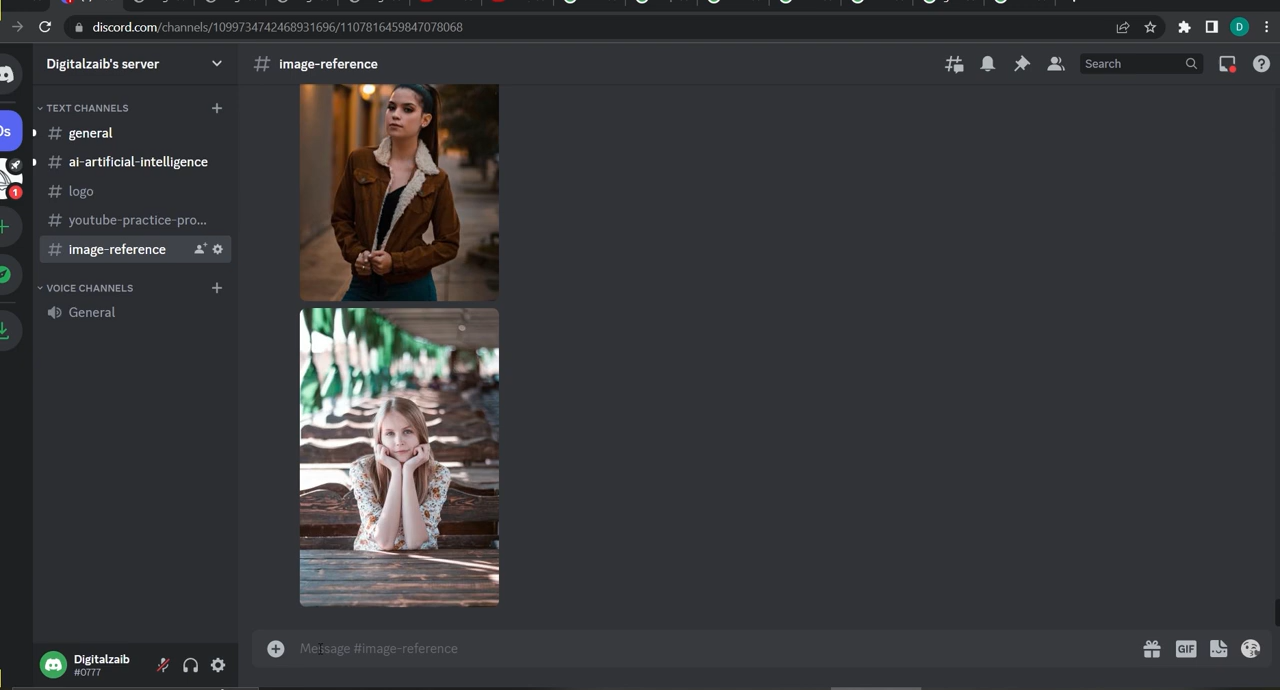 discord.com/channels/1099734742468931696/1107816459847078068
D
Digitalzaib's server
image-reference
Search
TEXT CHANNELS
general
ai-artificial-intelligence
logo
youtube-practice-pro...
image-reference
VOICE CHANNELS
General
1
Digitalzaib
#0777
Message #image-reference
GIF